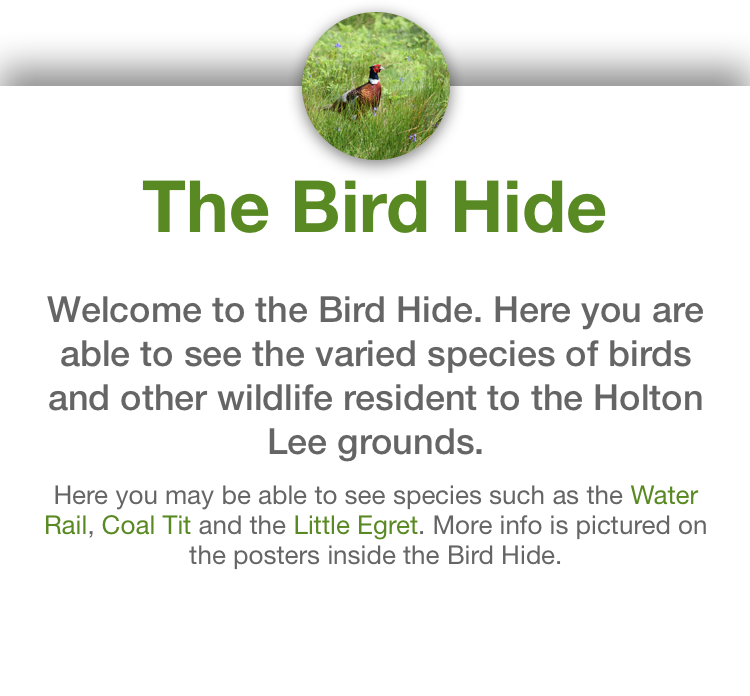 The Bird Hide
Welcome to the Bird Hide. Here you are
able to see the varied species of birds
and other wildlife resident to the Holton
Lee grounds.
Here you may be able to see species such as the Water
Rail, Coal Tit and the Little Egret. More info is pictured on
the posters inside the Bird Hide.